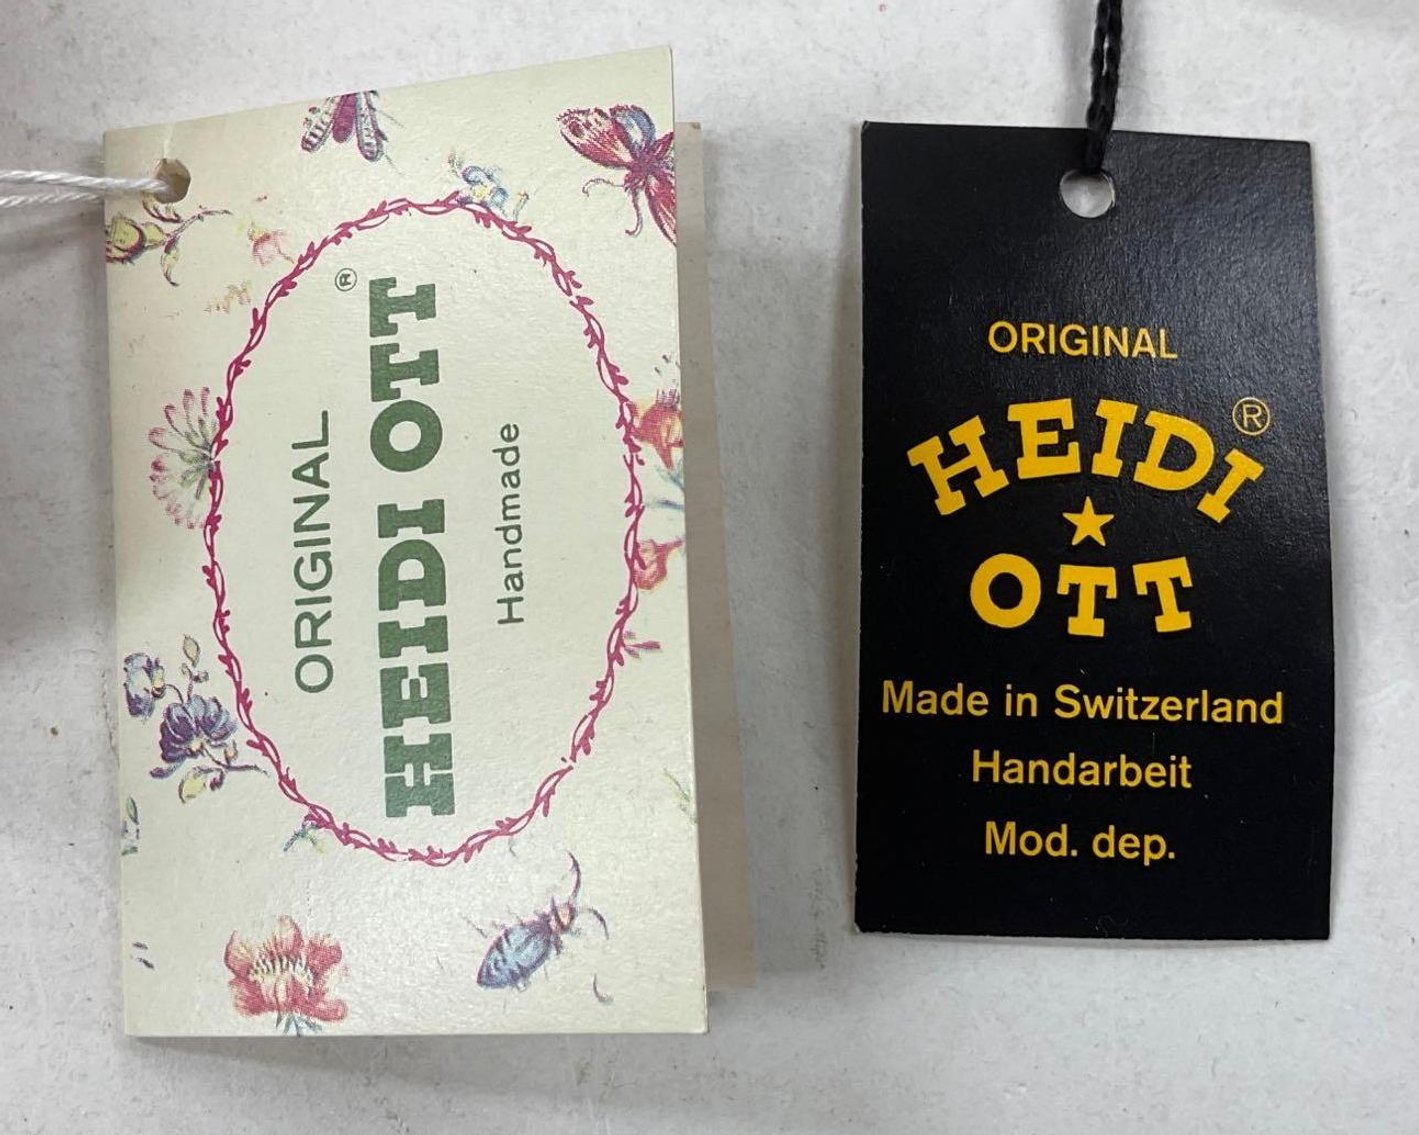 ORIGINAL
HEIDI OTT®
Handmade
ORIGINAL
HEIDI®
★
OTT
Made in Switzerland
Handarbeit
Mod. dep.